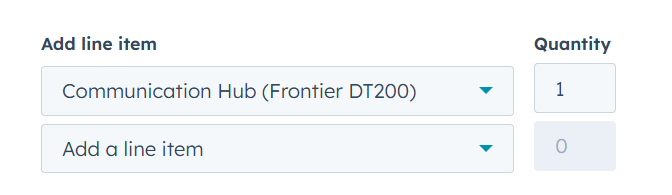 Add line item Quantity
Communication Hub (Frontier DT200) 1
Add a line item 0